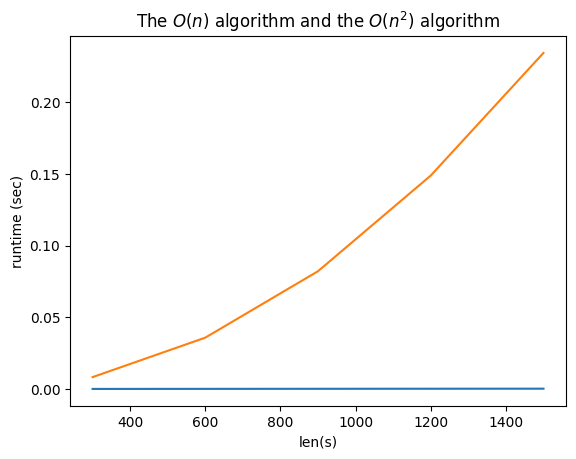 The O(n) algorithm and the O(n²) algorithm
runtime (sec)
0.20
0.15
0.10
0.05
0.00
400 600 800 1000 1200 1400
len(s)